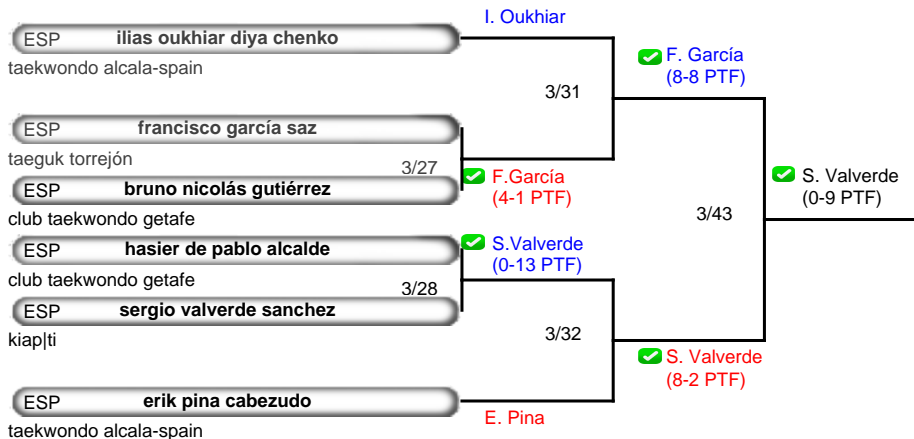 I. Oukhiar
ESP ilias oukhiar diya chenko
taekwondo alcala-spain
F. García
(8-8 PTF)
3/31
ESP francisco garcía saz
taeguk torrejón
3/27
F.García
(4-1 PTF)
ESP bruno nicolás gutiérrez
club taekwondo getafe
S. Valverde
(0-9 PTF)
3/43
ESP hasier de pablo alcalde
club taekwondo getafe
S.Valverde
(0-13 PTF)
3/28
ESP sergio valverde sanchez
kiap|ti
3/32
S. Valverde
(8-2 PTF)
ESP erik pina cabezudo
taekwondo alcala-spain
E. Pina